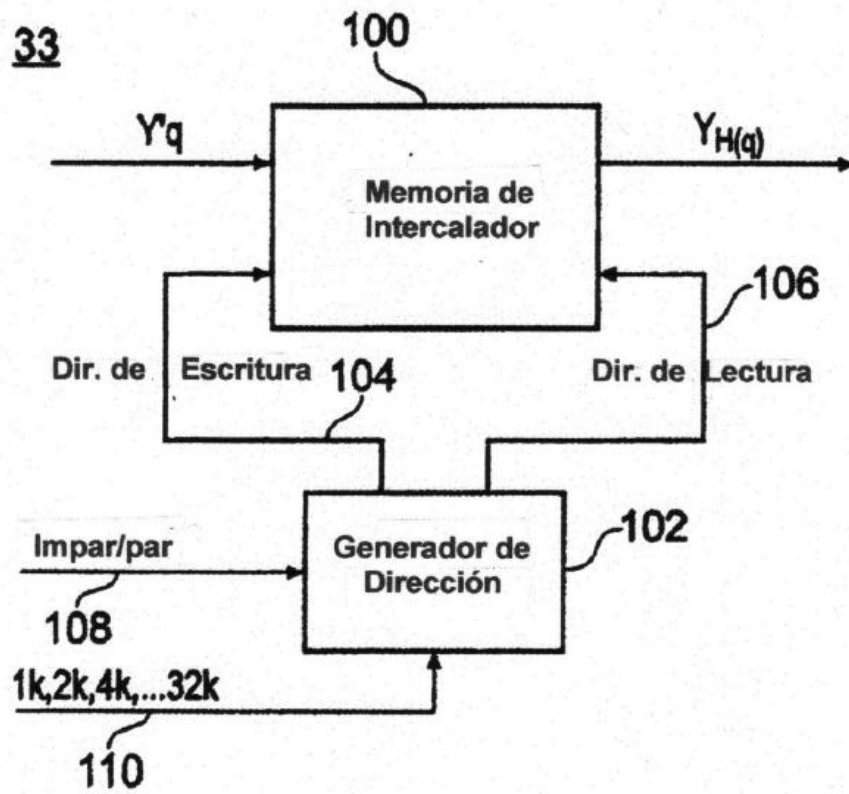 33
100
Y'q
Y_H(q)
Memoria de
Intercalador
106
Dir. de Escritura
Dir. de Lectura
104
Impar/par
Generador de
Dirección
102
108
1k,2k,4k,...32k
110